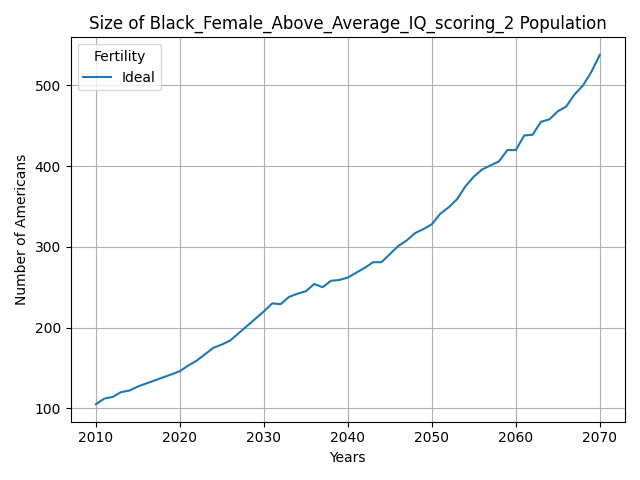 Size of Black_Female_Above_Average_IQ_scoring_2 Population
Fertility
Ideal
Number of Americans
500
400
300
200
100
2010 2020 2030 2040 2050 2060 2070
Years